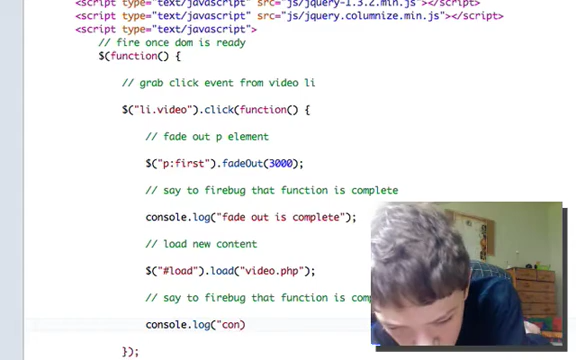 <script type="text/javascript" src="js/jquery-1.3.2.min.js"></script>
<script type="text/javascript" src="js/jquery.columnize.min.js"></script>
<script type="text/javascript">
// fire once dom is ready
$(function() {
// grab click event from video li
$("li.video").click(function() {
// fade out p element
$("p:first").fadeOut(3000);
// say to firebug that function is complete
console.log("fade out is complete");
// load new content
$("#load").load("video.php");
// say to firebug that function is
console.log("con)
});